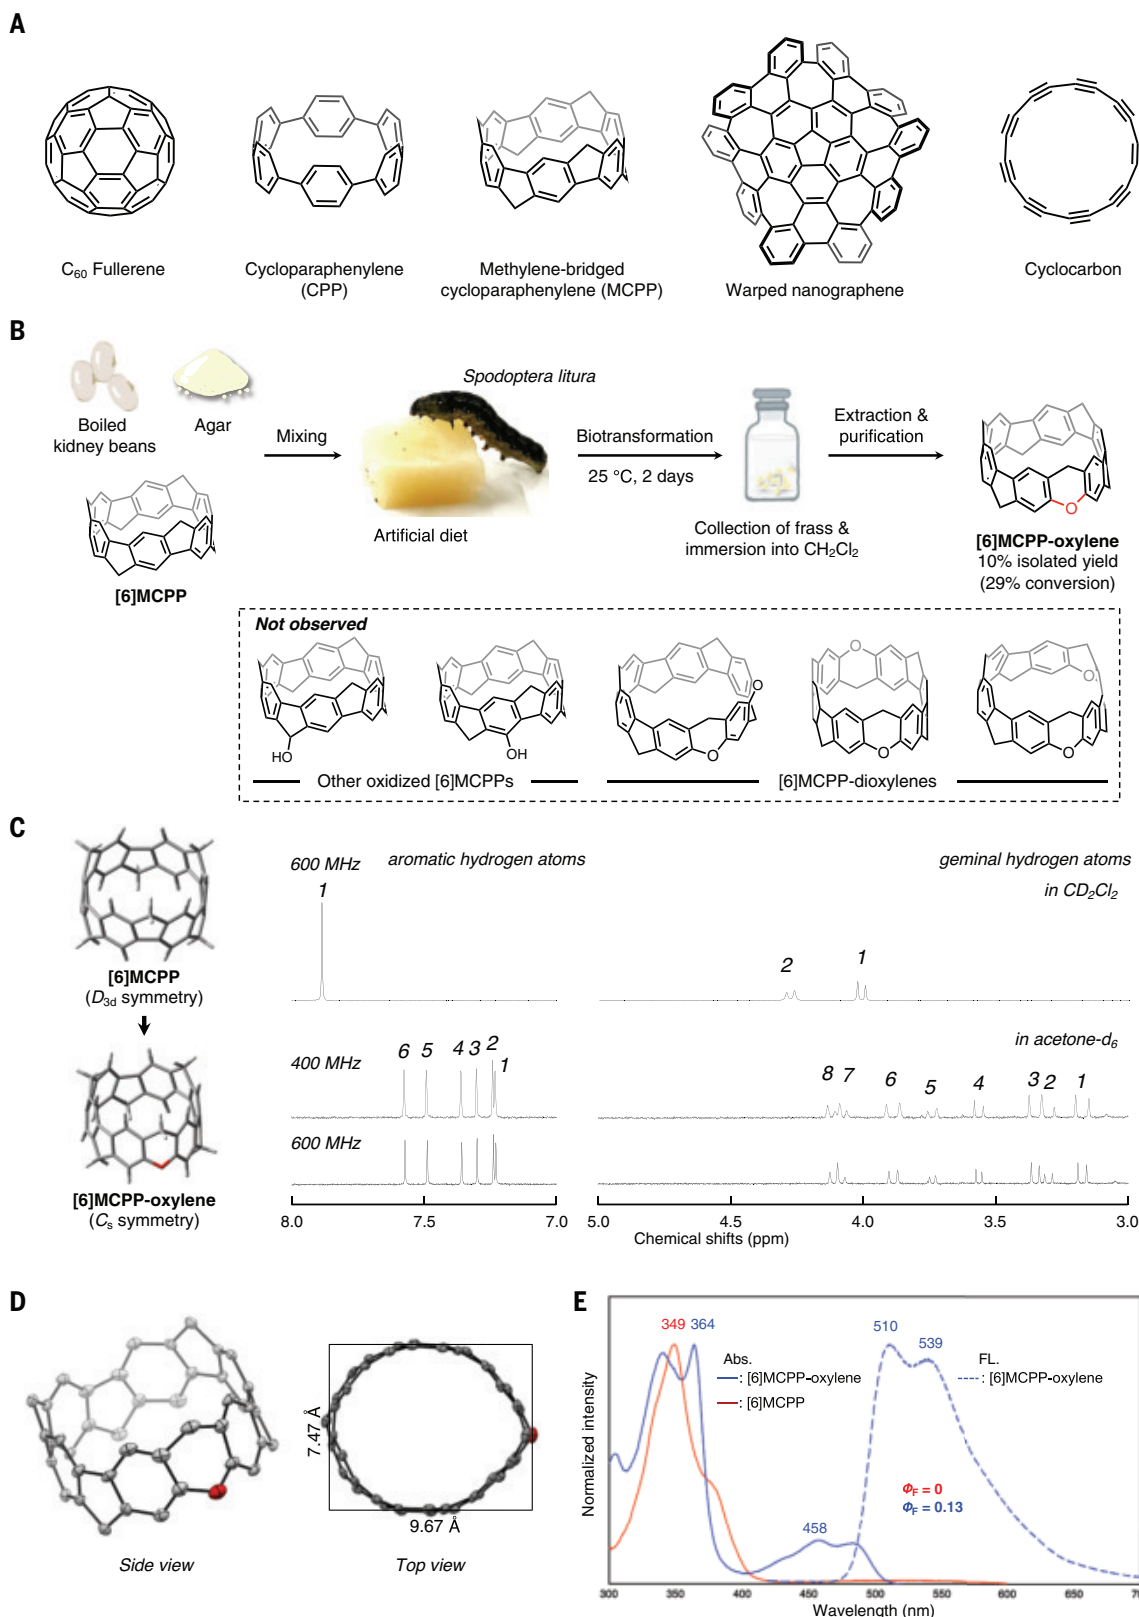 A
C60 Fullerene
Cycloparaphenylene
(CPP)
Methylene-bridged
cycloparaphenylene (MCPP)
Warped nanographene
Cyclocarbon
B
Boiled
kidney beans
Agar
[6]MCPP
Mixing
Spodoptera litura
Artificial diet
Biotransformation
25 °C, 2 days
Collection of frass &
immersion into CH2Cl2
Extraction &
purification
O
[6]MCPP-oxylene
10% isolated yield
(29% conversion)
Not observed
HO
OH
O
O
O
O
O
O
Other oxidized [6]MCPPs
[6]MCPP-dioxylenes
C
[6]MCPP
(D3d symmetry)
[6]MCPP-oxylene
(Cs symmetry)
600 MHz
aromatic hydrogen atoms
geminal hydrogen atoms
in CD2Cl2
1
2
1
400 MHz
in acetone-d6
6 5 4 3 2 1
8 7 6 5 4 3 2 1
600 MHz
8.0 7.5 7.0 5.0 4.5 4.0 3.5 3.0
Chemical shifts (ppm)
D
7.47 Å
9.67 Å
Side view
Top view
E
349 364
510
539
Abs.
: [6]MCPP-oxylene
: [6]MCPP
FL.
: [6]MCPP-oxylene
ΦF = 0
ΦF = 0.13
458
Normalized intensity
300 350 400 450 500 550 600 650
Wavelength (nm)